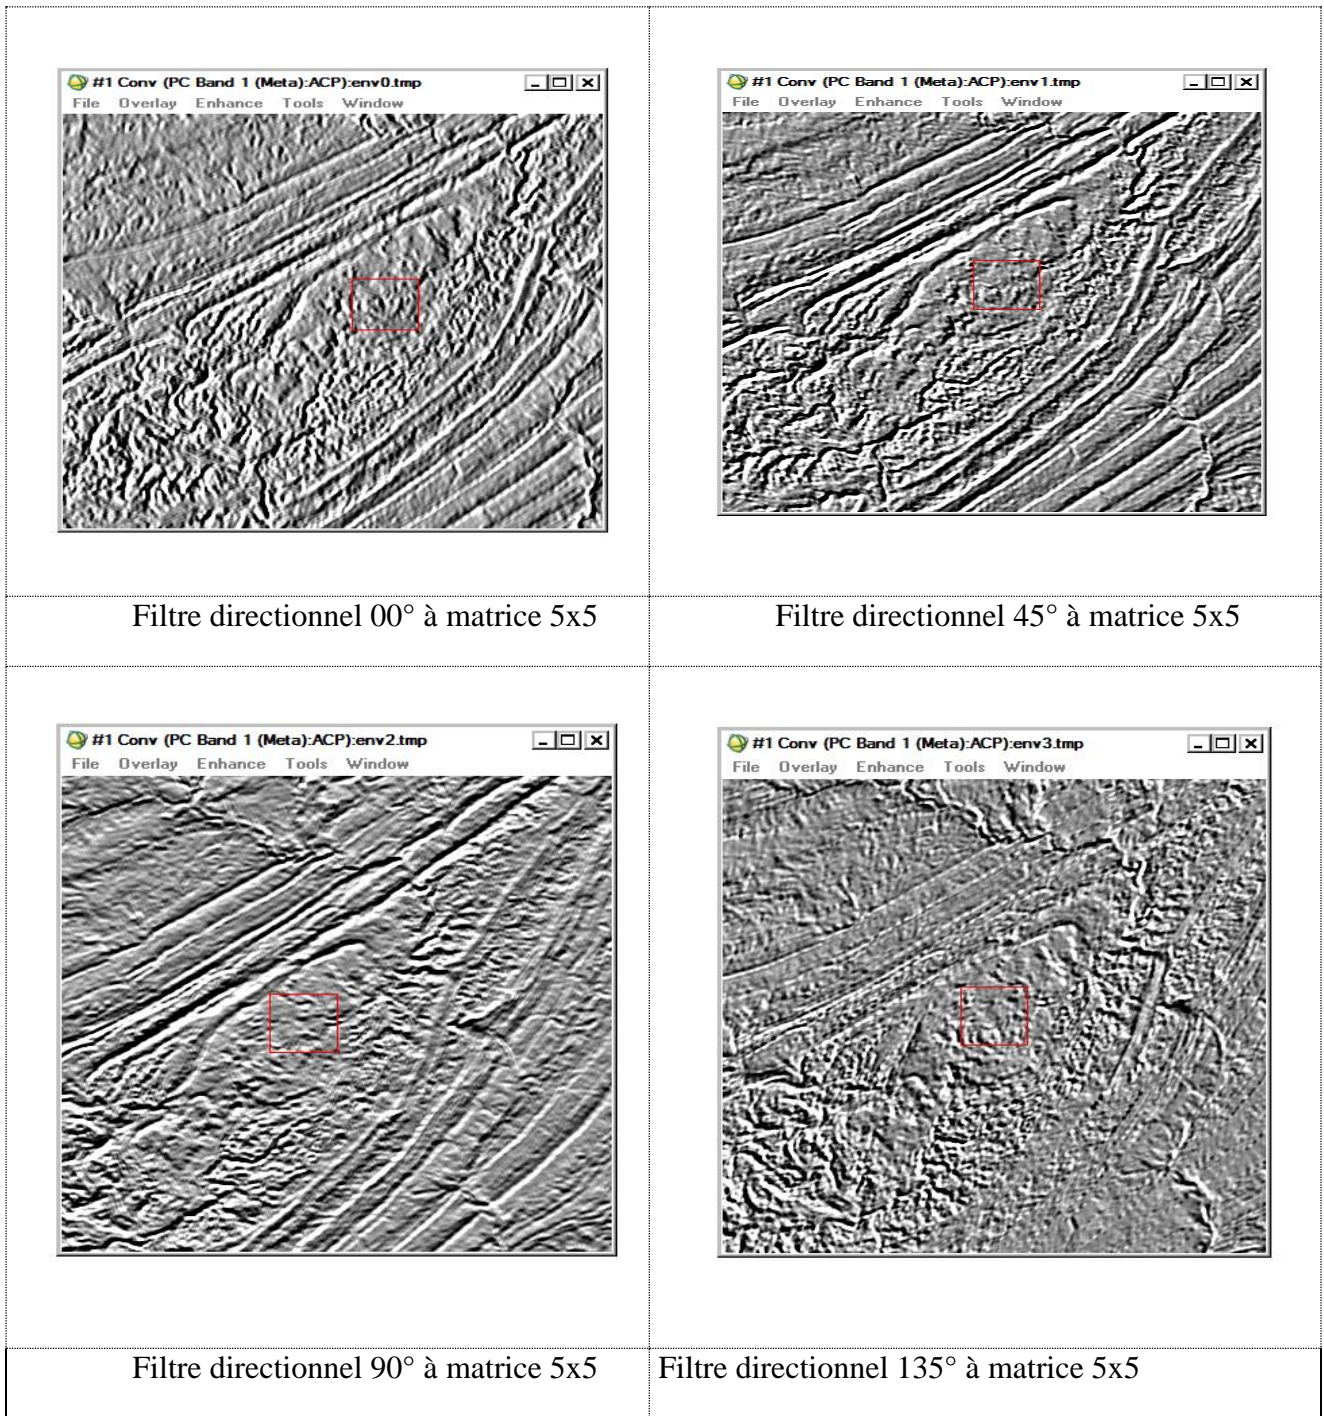 #1 Conv (PC Band 1 (Meta):ACP):env0.tmp
File Overlay Enhance Tools Window
#1 Conv (PC Band 1 (Meta):ACP):env1.tmp
File Overlay Enhance Tools Window
Filtre directionnel 00° à matrice 5x5
Filtre directionnel 45° à matrice 5x5
#1 Conv (PC Band 1 (Meta):ACP):env2.tmp
File Overlay Enhance Tools Window
#1 Conv (PC Band 1 (Meta):ACP):env3.tmp
File Overlay Enhance Tools Window
Filtre directionnel 90° à matrice 5x5
Filtre directionnel 135° à matrice 5x5